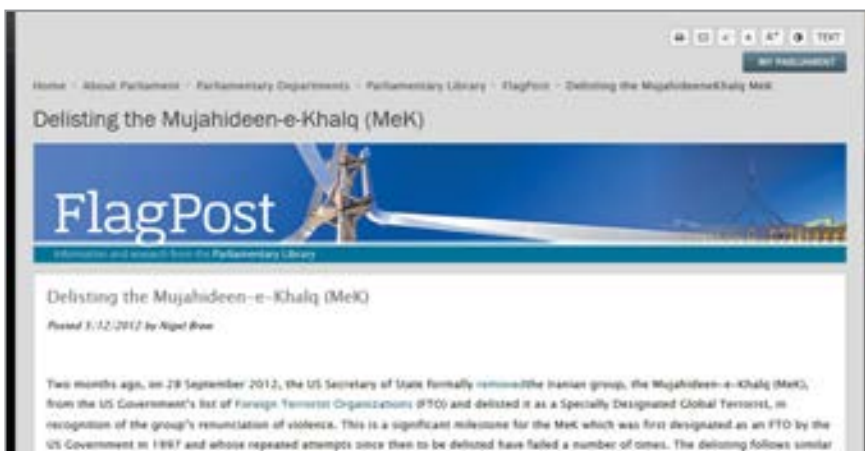 A- A A+ TEXT
MY PARLIAMENT
Home About Parliament Parliamentary Departments Parliamentary Library FlagPost Delisting the MujahideeneKhalq MeK
Delisting the Mujahideen-e-Khalq (MeK)
FlagPost
Information and research from the Parliamentary Library
Delisting the Mujahideen-e-Khalq (MeK)
Posted 5/12/2012 by Nigel Brew
Two months ago, on 28 September 2012, the US Secretary of State formally removedthe Iranian group, the Mujahideen-e-Khalq (MeK),
from the US Government's list of Foreign Terrorist Organizations (FTO) and delisted it as a Specially Designated Global Terrorist, in
recognition of the group's renunciation of violence. This is a significant milestone for the MeK which was first designated as an FTO by the
US Government in 1997 and whose repeated attempts since then to be delisted have failed a number of times. The delisting follows similar